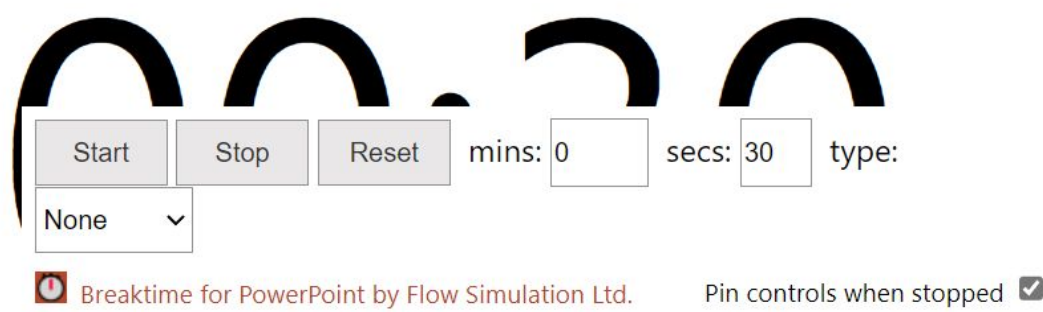 00:30
Start Stop Reset mins: 0 secs: 30 type:
None
Breaktime for PowerPoint by Flow Simulation Ltd. Pin controls when stopped